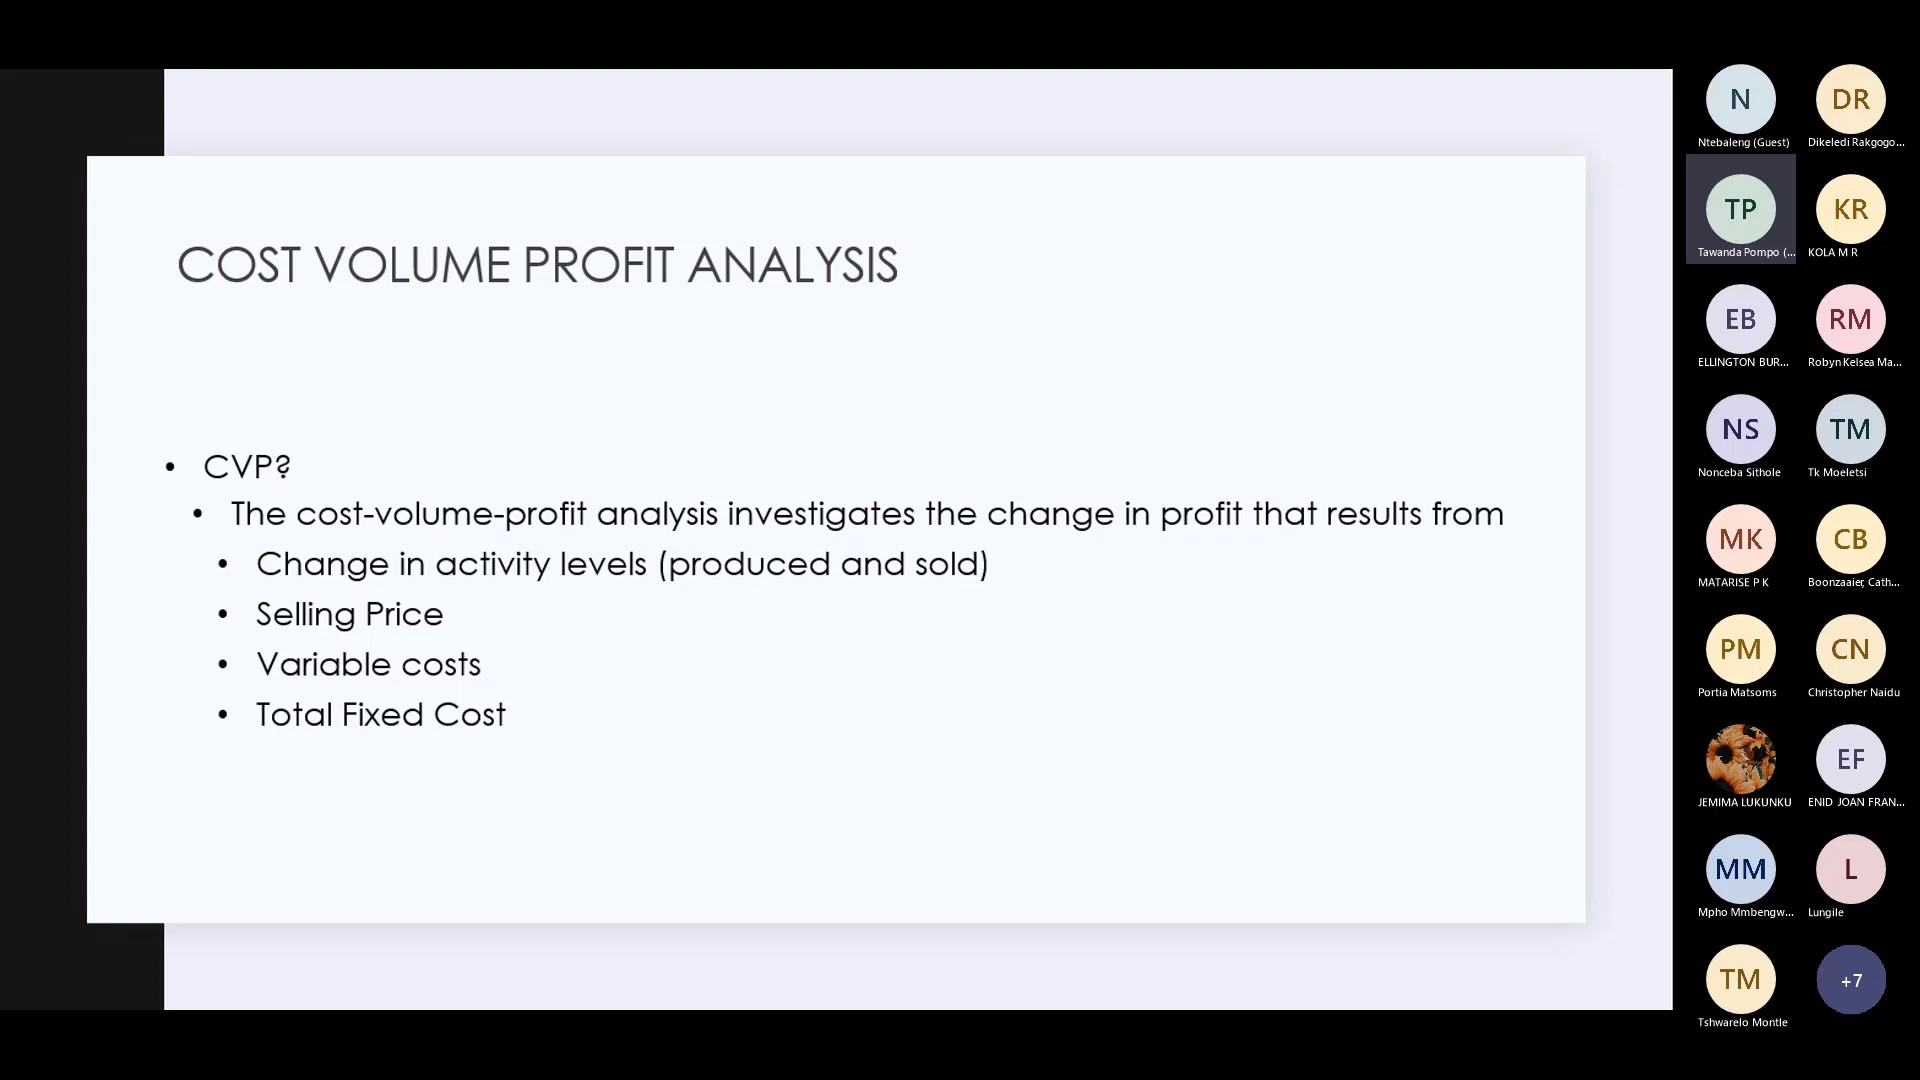 COST VOLUME PROFIT ANALYSIS
• CVP?
• The cost-volume-profit analysis investigates the change in profit that results from
• Change in activity levels (produced and sold)
• Selling Price
• Variable costs
• Total Fixed Cost
N
Ntebaleng (Guest)
DR
Dikeledi Rakgogo...
TP
Tawanda Pompo (...
KR
KOLA M R
EB
ELLINGTON BUR...
RM
Robyn Kelsea Ma...
NS
Nonceba Sithole
TM
Tk Moeletsi
MK
MATARISE P K
CB
Boonzaaier, Cath...
PM
Portia Matsoms
CN
Christopher Naidu
JEMIMA LUKUNKU
EF
ENID JOAN FRAN...
MM
Mpho Mmbengw...
L
Lungile
TM
Tshwarelo Montle
+7